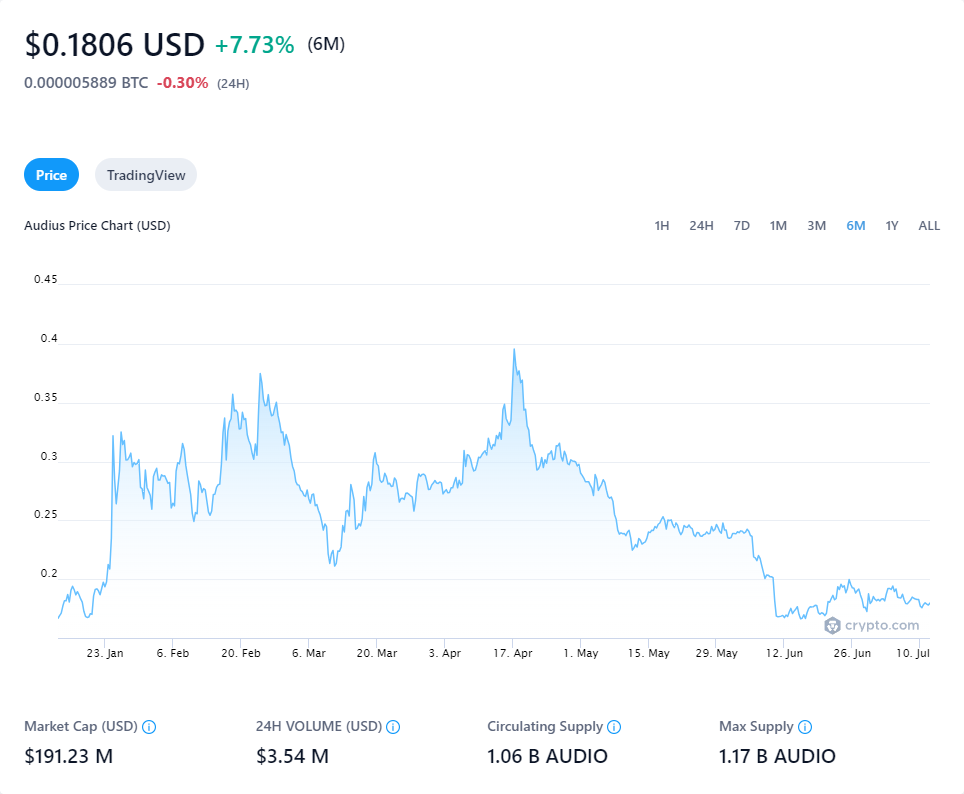 $0.1806 USD +7.73% (6M)
0.000005889 BTC -0.30% (24H)
Price TradingView
Audius Price Chart (USD) 1H 24H 7D 1M 3M 6M 1Y ALL
0.45
0.4
0.35
0.3
0.25
0.2
crypto.com
23. Jan 6. Feb 20. Feb 6. Mar 20. Mar 3. Apr 17. Apr 1. May 15. May 29. May 12. Jun 26. Jun 10. Jul
Market Cap (USD) 24H VOLUME (USD) Circulating Supply Max Supply
$191.23 M $3.54 M 1.06 B AUDIO 1.17 B AUDIO